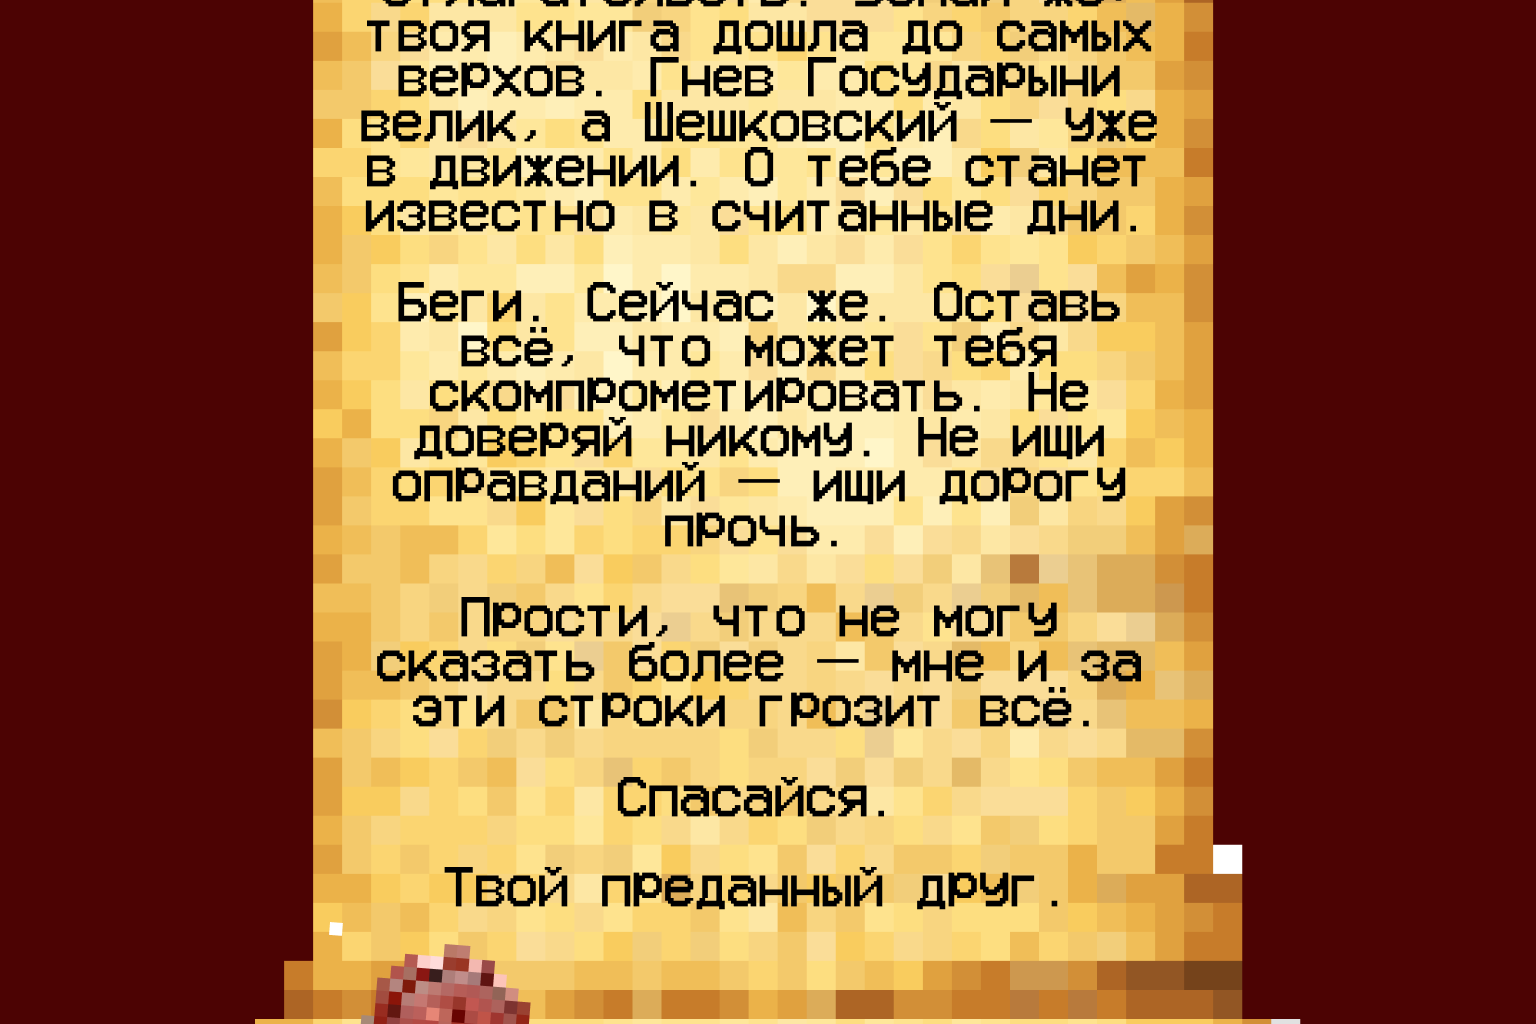 твоя книга дошла до самых
верхов. Гнев Государыни
велик, а Шешковский — уже
в движении. О тебе станет
известно в считанные дни.
Беги. Сейчас же. Оставь
всё, что может тебя
скомпрометировать. Не
доверяй никому. Не ищи
оправданий — ищи дорогу
прочь.
Прости, что не могу
сказать более — мне и за
эти строки грозит всё.
Спасайся.
Твой преданный друг.